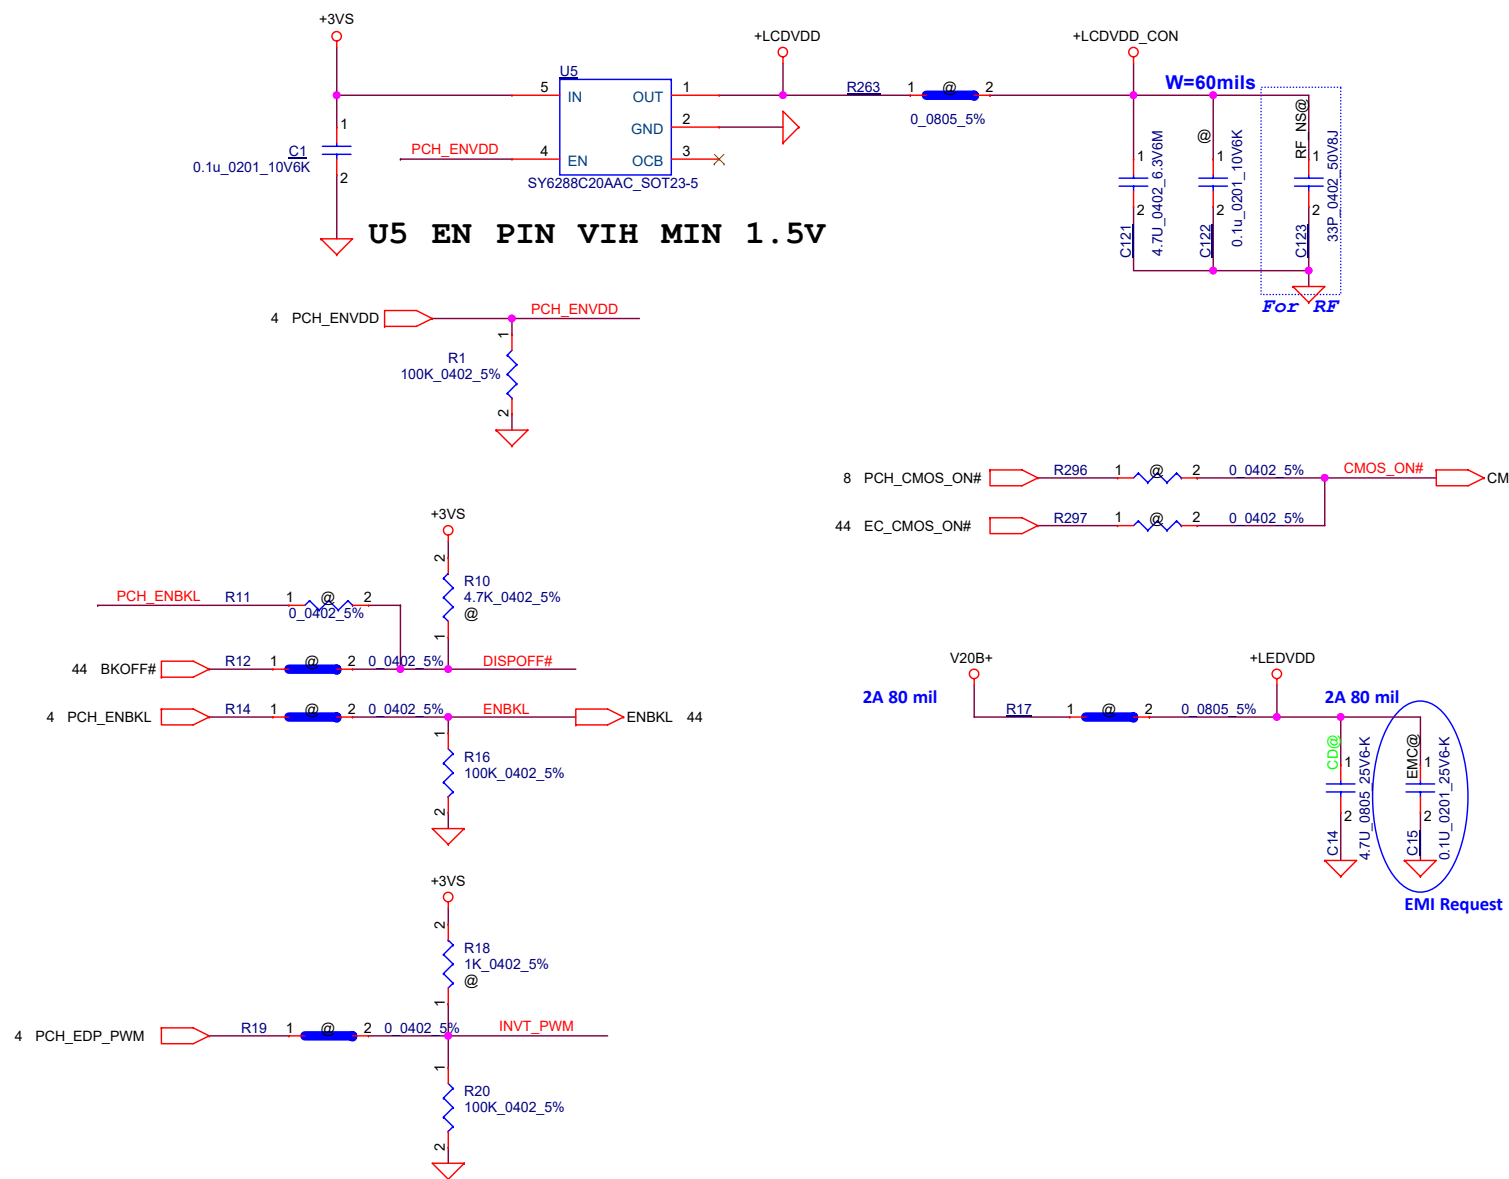 +3VS
+LCDVDD
+LCDVDD_CON
W=60mils
U5
5 IN OUT 1
GND 2
4 EN OCB 3
PCH_ENVDD
SY6288C20AAC_SOT23-5
R263 1 @ 2
0_0805_5%
1
C1
0.1u_0201_10V6K
2
U5 EN PIN VIH MIN 1.5V
1
2
C121
4.7U_0402_6.3V6M
@
1
2
C122
0.1u_0201_10V6K
RF_NS@
1
2
C123
33P_0402_50V8J
For RF
4 PCH_ENVDD
PCH_ENVDD
1
R1
100K_0402_5%
2
8 PCH_CMOS_ON# R296 1 @ 2 0_0402_5% CMOS_ON# CM
44 EC_CMOS_ON# R297 1 @ 2 0_0402_5%
+3VS
2
R10
4.7K_0402_5%
@
1
PCH_ENBKL R11 1 @ 2
0_0402_5%
44 BKOFF# R12 1 @ 2 0_0402_5% DISPOFF#
4 PCH_ENBKL R14 1 @ 2 0_0402_5% ENBKL ENBKL 44
1
R16
100K_0402_5%
2
V20B+
+LEDVDD
2A 80 mil
2A 80 mil
R17 1 @ 2 0_0805_5%
CD@
1
2
C14
4.7U_0805_25V6-K
EMC@
1
2
C15
0.1U_0201_25V6-K
EMI Request
+3VS
2
R18
1K_0402_5%
@
1
4 PCH_EDP_PWM R19 1 @ 2 0_0402_5% INVT_PWM
1
R20
100K_0402_5%
2